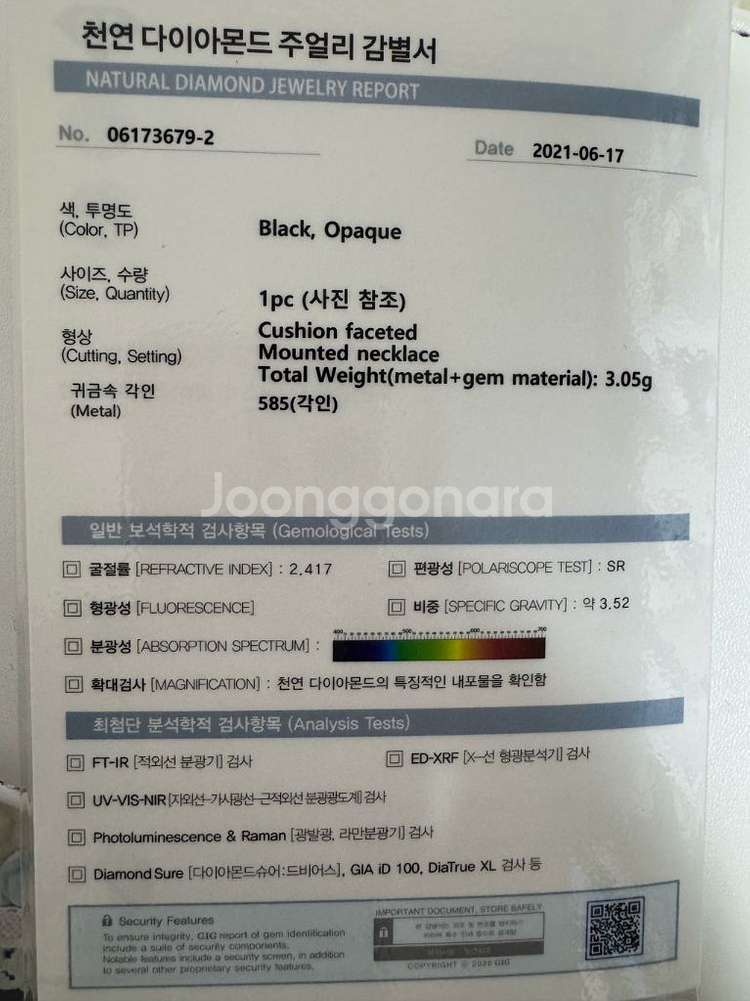 천연 다이아몬드 주얼리 감별서
NATURAL DIAMOND JEWELRY REPORT
No. 06173679-2
Date 2021-06-17
색, 투명도
(Color, TP)
Black, Opaque
사이즈, 수량
(Size, Quantity)
1pc (사진 참조)
형상
(Cutting, Setting)
Cushion faceted
Mounted necklace
Total Weight(metal+gem material): 3.05g
귀금속 각인
(Metal)
585(각인)
Joonggonara
일반 보석학적 검사항목 (Gemological Tests)
굴절률 [REFRACTIVE INDEX] : 2.417
편광성 [POLARISCOPE TEST] : SR
형광성 [FLUORESCENCE]
비중 [SPECIFIC GRAVITY] : 약 3.52
분광성 [ABSORPTION SPECTRUM] :
400 500 600 700
확대검사 [MAGNIFICATION] : 천연 다이아몬드의 특징적인 내포물을 확인함
최첨단 분석학적 검사항목 (Analysis Tests)
FT-IR [적외선 분광기] 검사
ED-XRF [X-선 형광분석기] 검사
UV-VIS-NIR [자외선-가시광선-근적외선 분광광도계] 검사
Photoluminescence & Raman [광발광, 라만분광기] 검사
DiamondSure [다이아몬드슈어:드비어스], GIA iD 100, DiaTrue XL 검사 등
Security Features
To ensure integrity, GIG report of gem identification
include a suite of security components.
Notable features include a security screen, in addition
to several other proprietary security features.
IMPORTANT DOCUMENT, STORE SAFELY
COPYRIGHT © 2020 GIG